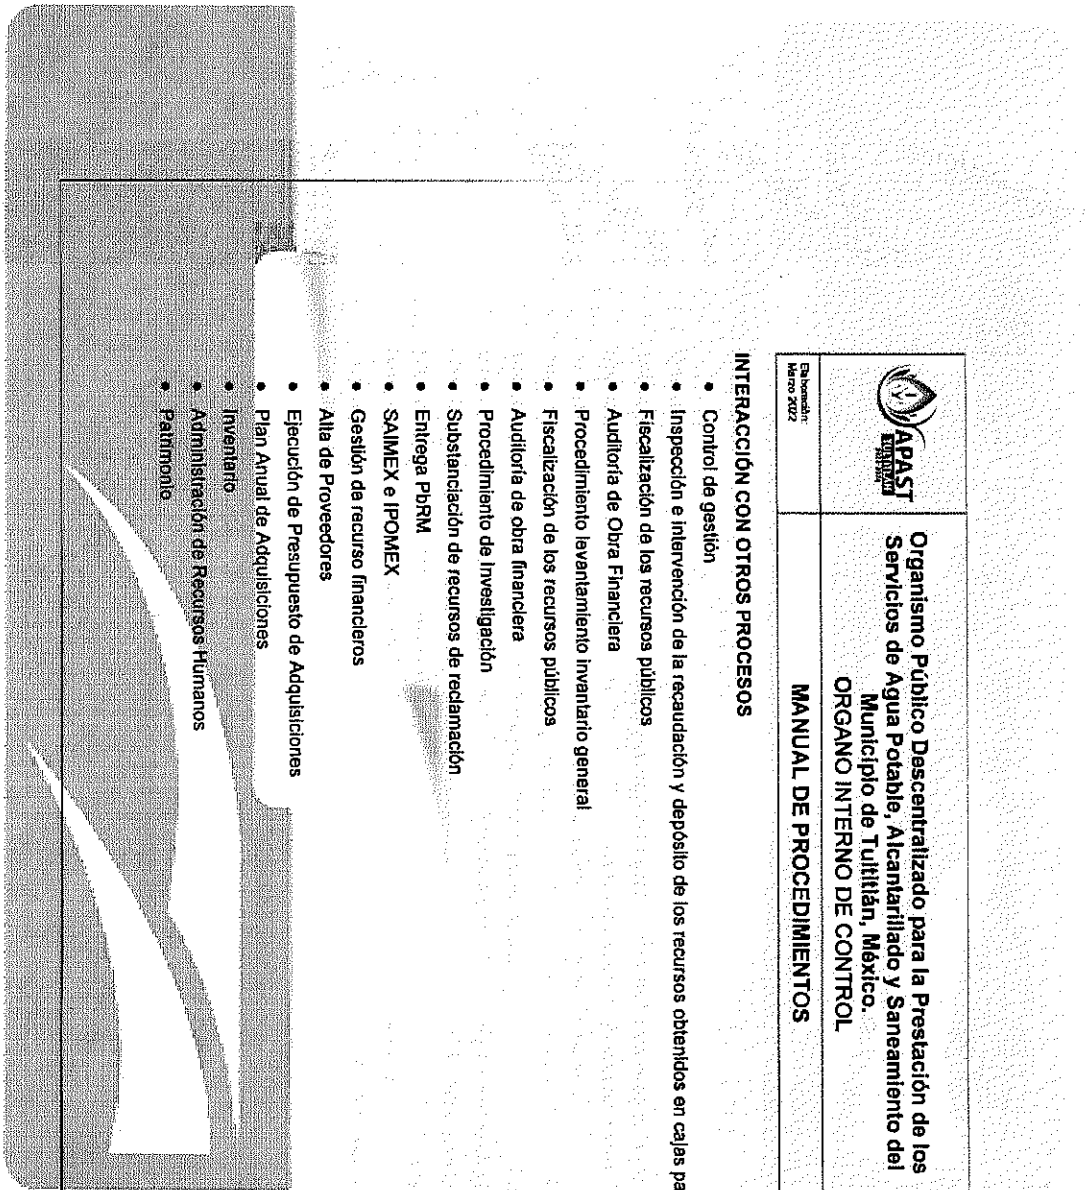 APAST
Organismo Público Descentralizado para la Prestación de los
Servicios de Agua Potable, Alcantarillado y Saneamiento del
Municipio de Tultitlán, México.
ORGANO INTERNO DE CONTROL
Elaboración:
Marzo 2022
MANUAL DE PROCEDIMIENTOS
INTERACCIÓN CON OTROS PROCESOS
• Control de gestión
• Inspección e intervención de la recaudación y depósito de los recursos obtenidos en cajas pa
• Fiscalización de los recursos públicos
• Auditoría de Obra Financiera
• Procedimiento levantamiento invantario general
• Fiscalización de los recursos públicos
• Auditoría de obra financiera
• Procedimiento de Investigación
• Substanciación de recursos de reclamación
• Entrega PbRM
• SAIMEX e IPOMEX
• Gestión de recurso financieros
• Alta de Proveedores
• Ejecución de Presupuesto de Adquisiciones
• Plan Anual de Adquisiciones
• Inventario
• Administración de Recursos Humanos
• Patrimonio